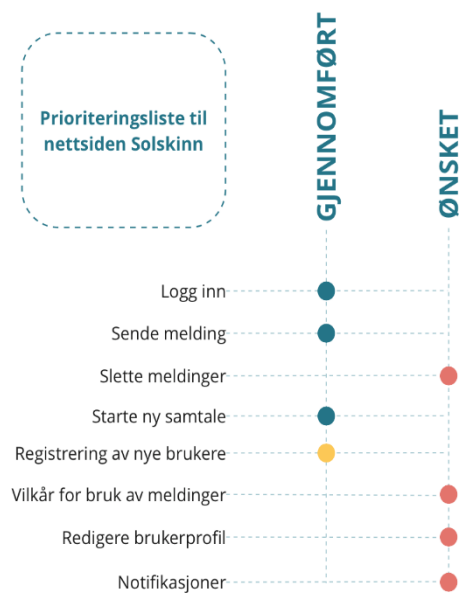 Prioriteringsliste til
nettsiden Solskinn
GJENNOMFØRT
ØNSKET
Logg inn
Sende melding
Slette meldinger
Starte ny samtale
Registrering av nye brukere
Vilkår for bruk av meldinger
Redigere brukerprofil
Notifikasjoner